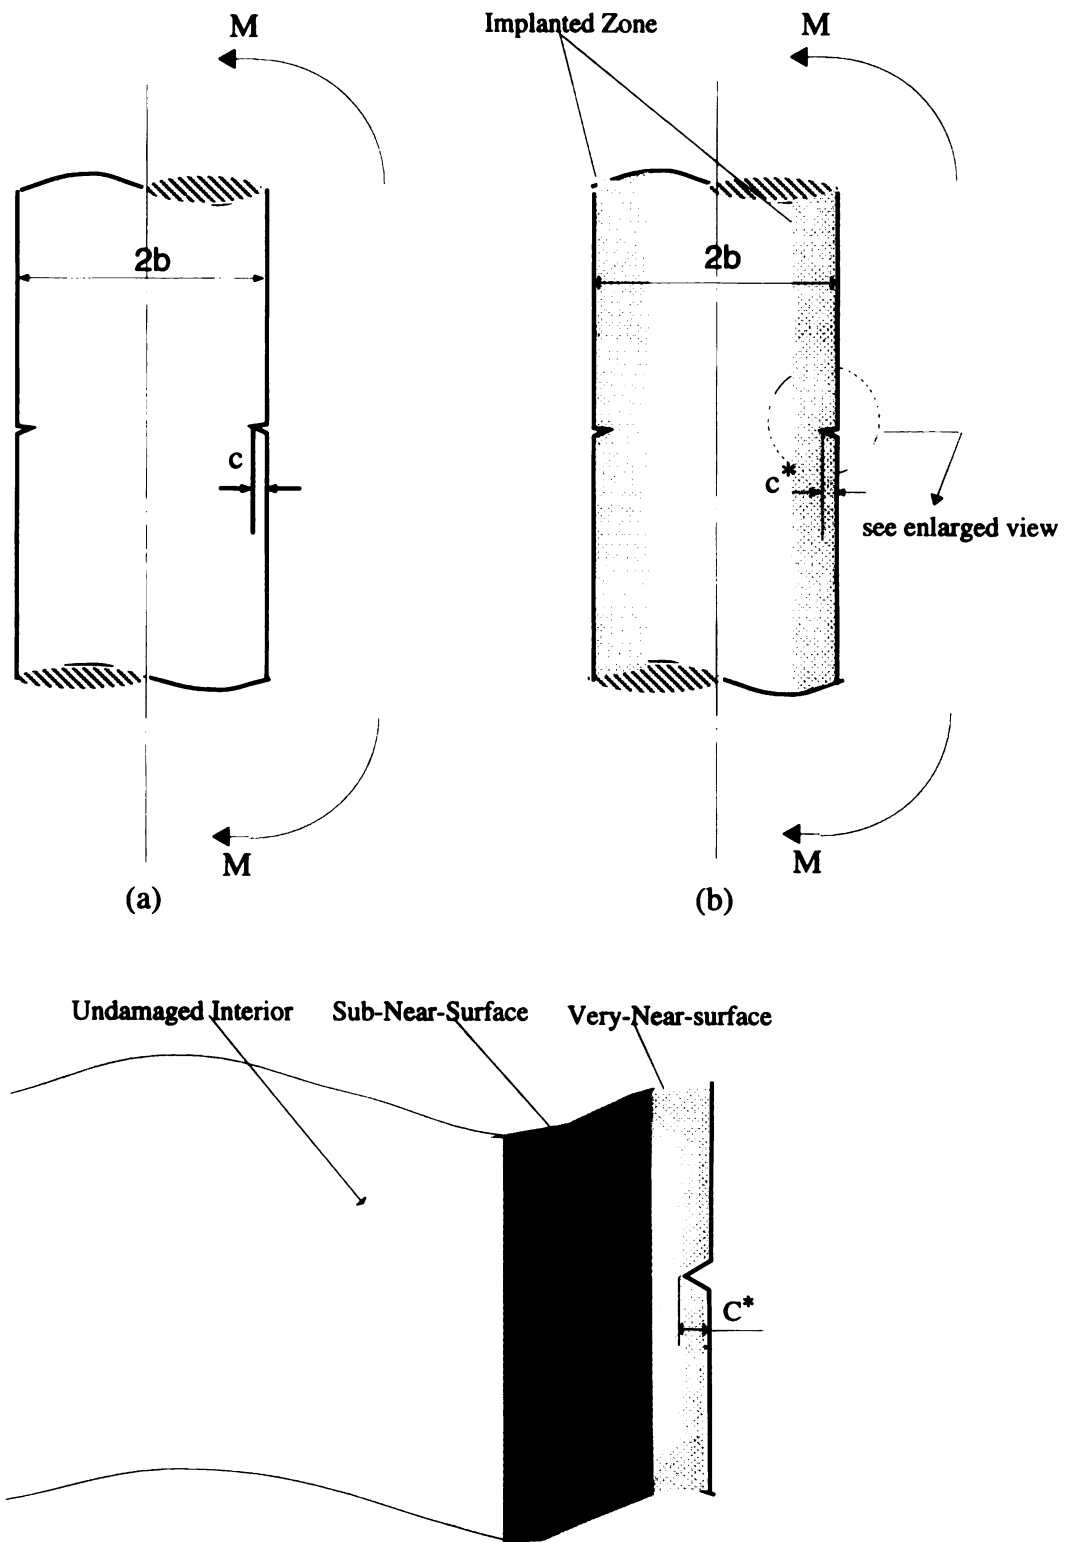 M
Implanted Zone
M
2b
2b
c
c*
see enlarged view
M
M
(a)
(b)
Undamaged Interior
Sub-Near-Surface
Very-Near-surface
C*